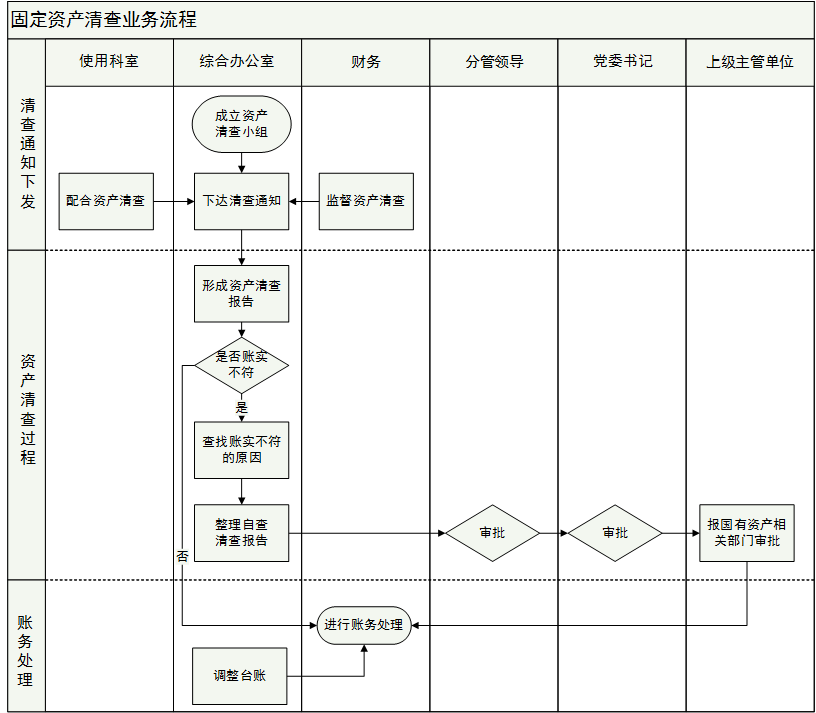 固定资产清查业务流程
使用科室
综合办公室
财务
分管领导
党委书记
上级主管单位
清查通知下发
成立资产
清查小组
配合资产清查
下达清查通知
监督资产清查
资产清查过程
形成资产清查
报告
是否账实
不符
是
查找账实不符
的原因
整理自查
清查报告
审批
审批
报国有资产相
关部门审批
否
账务处理
进行账务处理
调整台账